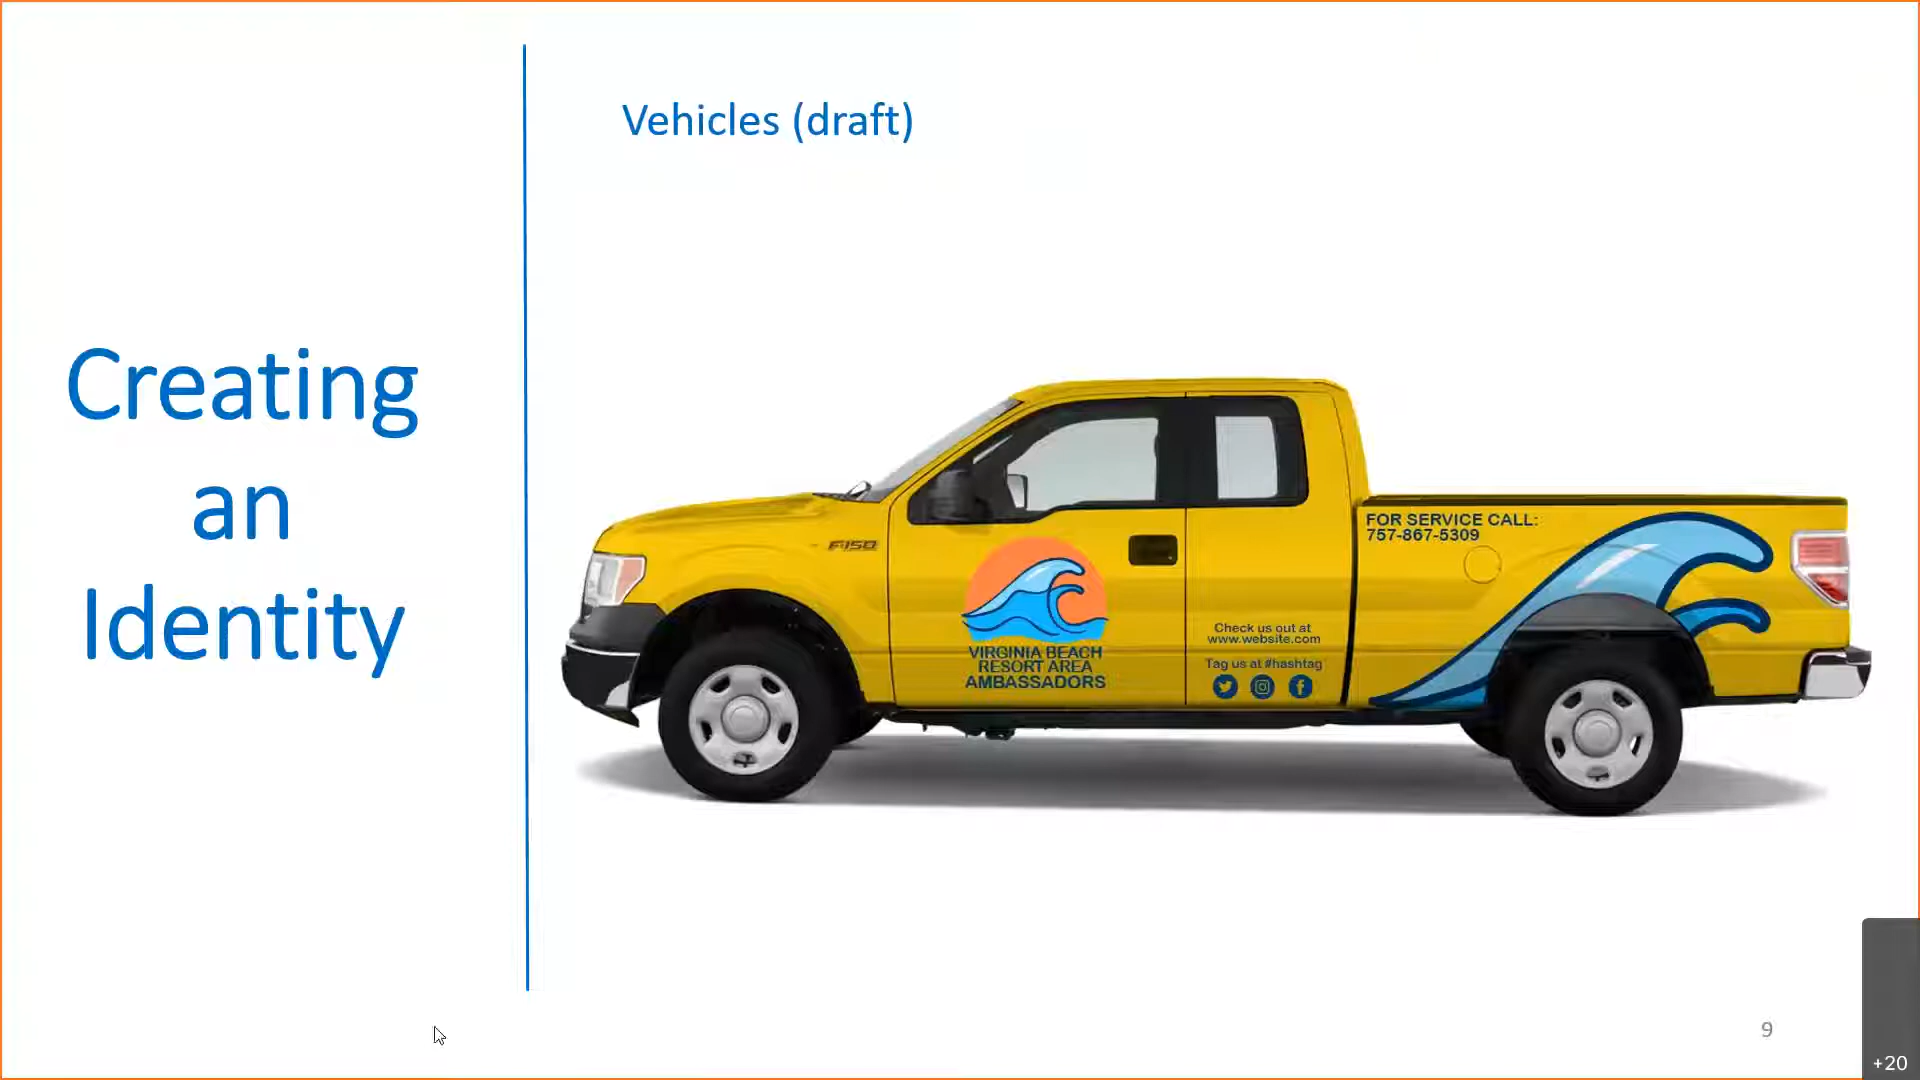 Creating
an
Identity
Vehicles (draft)
F-150
FOR SERVICE CALL:
757-867-5309
VIRGINIA BEACH
RESORT AREA
AMBASSADORS
Check us out at
www.website.com
Tag us at #hashtag
9
+20